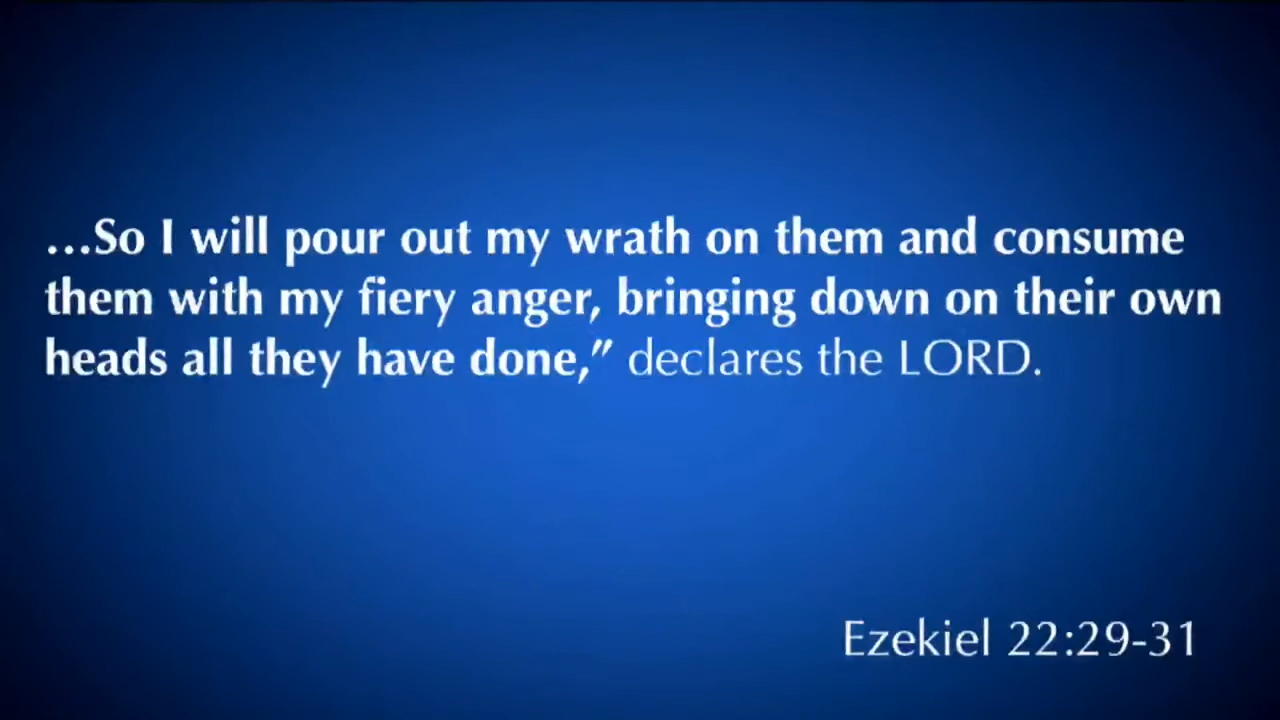 ...So I will pour out my wrath on them and consume
them with my fiery anger, bringing down on their own
heads all they have done,” declares the LORD.
Ezekiel 22:29-31